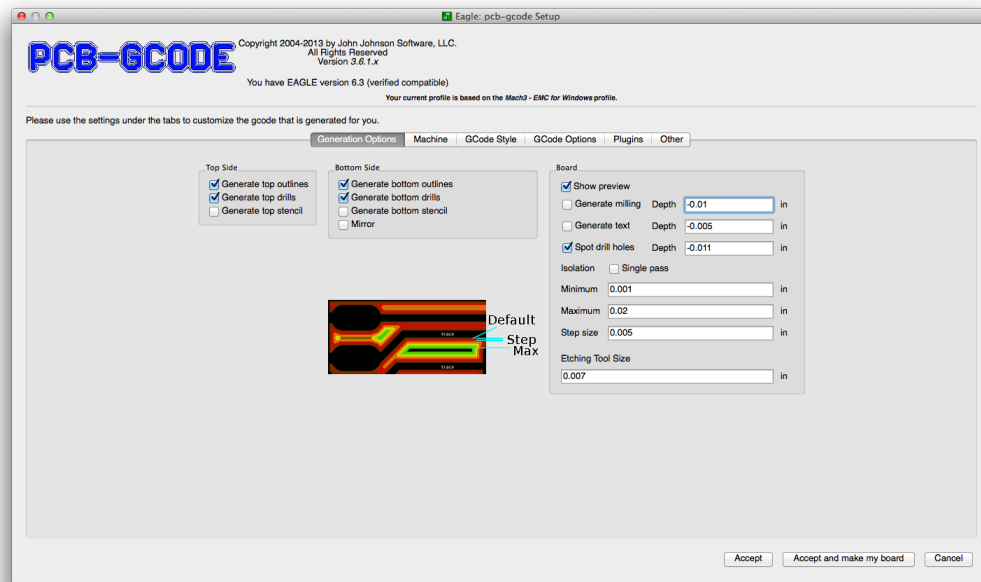 Eagle: pcb-gcode Setup
PCB-GCODE
Copyright 2004-2013 by John Johnson Software, LLC.
All Rights Reserved
Version 3.6.1.x
You have EAGLE version 6.3 (verified compatible)
Your current profile is based on the Mach3 - EMC for Windows profile.
Please use the settings under the tabs to customize the gcode that is generated for you.
Generation Options Machine GCode Style GCode Options Plugins Other
Top Side
Generate top outlines
Generate top drills
Generate top stencil
Bottom Side
Generate bottom outlines
Generate bottom drills
Generate bottom stencil
Mirror
Board
Show preview
Generate milling Depth -0.01 in
Generate text Depth -0.005 in
Spot drill holes Depth -0.011 in
Isolation Single pass
Minimum 0.001 in
Maximum 0.02 in
Step size 0.005 in
Etching Tool Size
0.007 in
Default
trace
Step
Max
trace
Accept Accept and make my board Cancel